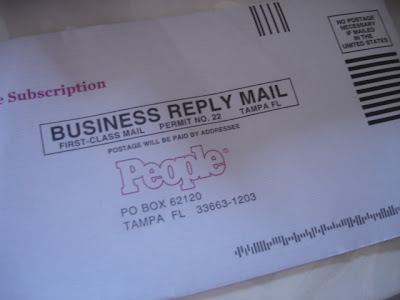 NO POSTAGE
NECESSARY
IF MAILED
IN THE
UNITED STATES
e Subscription
BUSINESS REPLY MAIL
FIRST-CLASS MAIL PERMIT NO. 22 TAMPA FL
POSTAGE WILL BE PAID BY ADDRESSEE
People®
PO BOX 62120
TAMPA FL 33663-1203